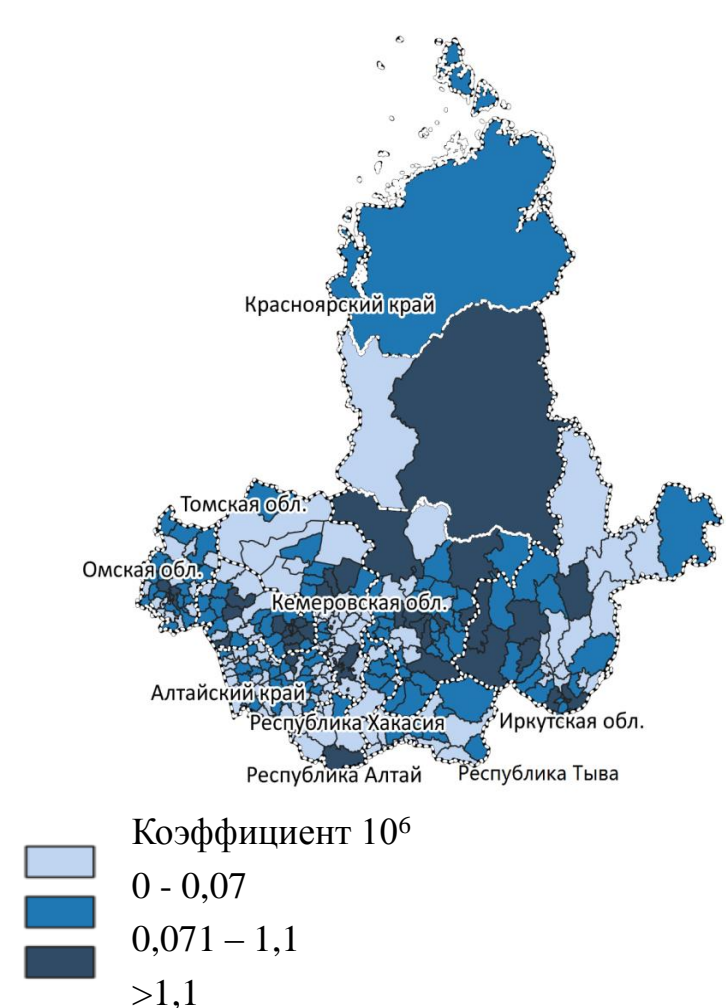 Красноярский край
Томская обл.
Омская обл.
Кемеровская обл.
Алтайский край
Республика Хакасия
Иркутская обл.
Республика Алтай
Республика Тыва
Коэффициент 10⁶
0 - 0,07
0,071 – 1,1
>1,1